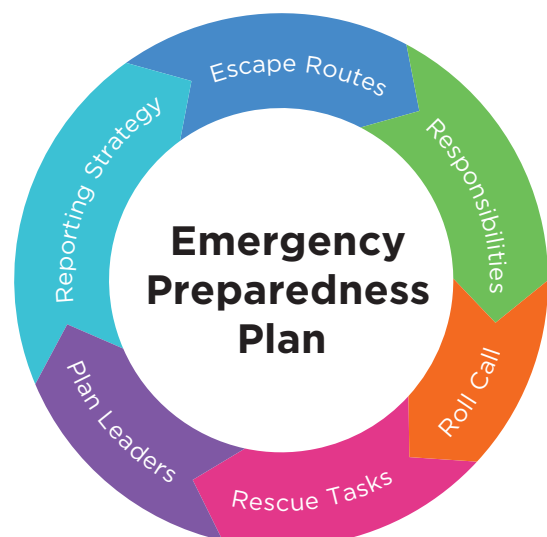 Escape Routes
Responsibilities
Roll Call
Rescue Tasks
Plan Leaders
Reporting Strategy
Emergency
Preparedness
Plan